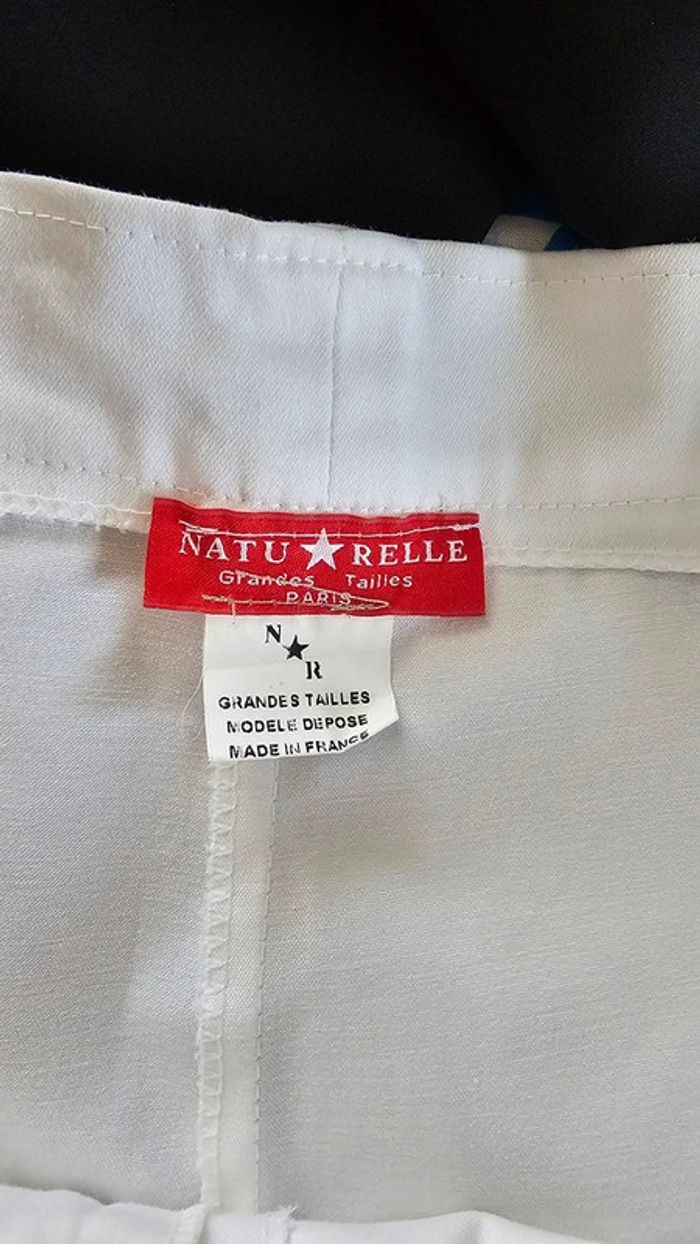 NATU★RELLE
Grandes Tailles
PARIS
N★R
GRANDES TAILLES
MODELE DEPOSE
MADE IN FRANCE